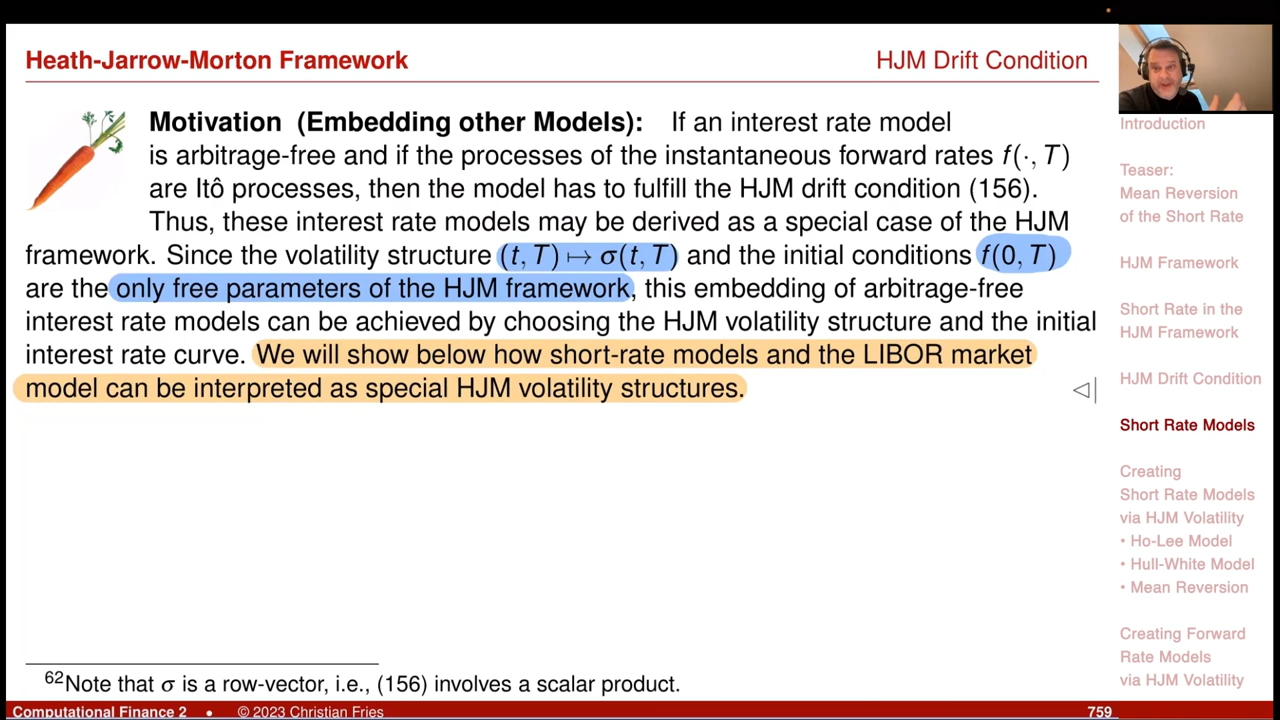 Heath-Jarrow-Morton Framework
HJM Drift Condition
Motivation (Embedding other Models): If an interest rate model
is arbitrage-free and if the processes of the instantaneous forward rates f(·, T)
are Itô processes, then the model has to fulfill the HJM drift condition (156).
Thus, these interest rate models may be derived as a special case of the HJM
framework. Since the volatility structure (t, T) ↦ σ(t, T) and the initial conditions f(0, T)
are the only free parameters of the HJM framework, this embedding of arbitrage-free
interest rate models can be achieved by choosing the HJM volatility structure and the initial
interest rate curve. We will show below how short-rate models and the LIBOR market
model can be interpreted as special HJM volatility structures. ◁|
62Note that σ is a row-vector, i.e., (156) involves a scalar product.
Computational Finance 2 • © 2023 Christian Fries
759
Introduction
Teaser:
Mean Reversion
of the Short Rate
HJM Framework
Short Rate in the
HJM Framework
HJM Drift Condition
Short Rate Models
Creating
Short Rate Models
via HJM Volatility
• Ho-Lee Model
• Hull-White Model
• Mean Reversion
Creating Forward
Rate Models
via HJM Volatility